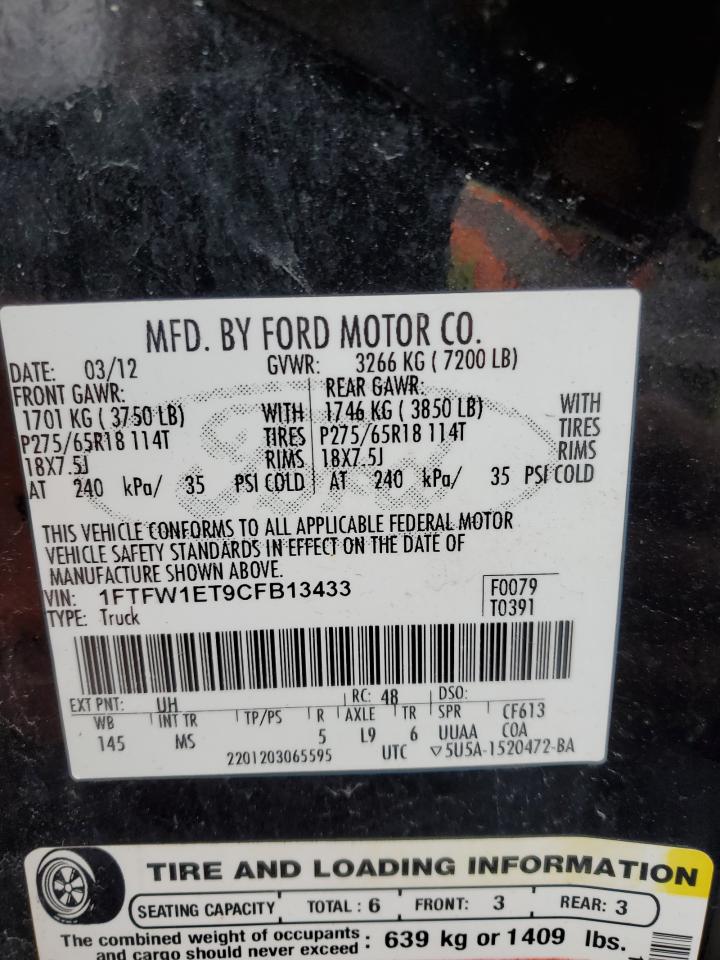 MFD. BY FORD MOTOR CO.
DATE: 03/12 GVWR: 3266 KG ( 7200 LB)
FRONT GAWR: REAR GAWR:
1701 KG ( 3750 LB) WITH 1746 KG ( 3850 LB) WITH
P275/65R18 114T TIRES P275/65R18 114T TIRES
18X7.5J RIMS 18X7.5J RIMS
AT 240 kPa/ 35 PSI COLD AT 240 kPa/ 35 PSI COLD
THIS VEHICLE CONFORMS TO ALL APPLICABLE FEDERAL MOTOR
VEHICLE SAFETY STANDARDS IN EFFECT ON THE DATE OF
MANUFACTURE SHOWN ABOVE.
VIN: 1FTFW1ET9CFB13433 F0079
TYPE: Truck T0391
EXT PNT: UH RC: 48 DSO:
WB INT TR TP/PS R AXLE TR SPR CF613
145 MS 5 L9 6 UUAA COA
2201203065595 UTC ▽5U5A-1520472-BA
TIRE AND LOADING INFORMATION
SEATING CAPACITY TOTAL : 6 FRONT: 3 REAR: 3
The combined weight of occupants : 639 kg or 1409 lbs.
and cargo should never exceed